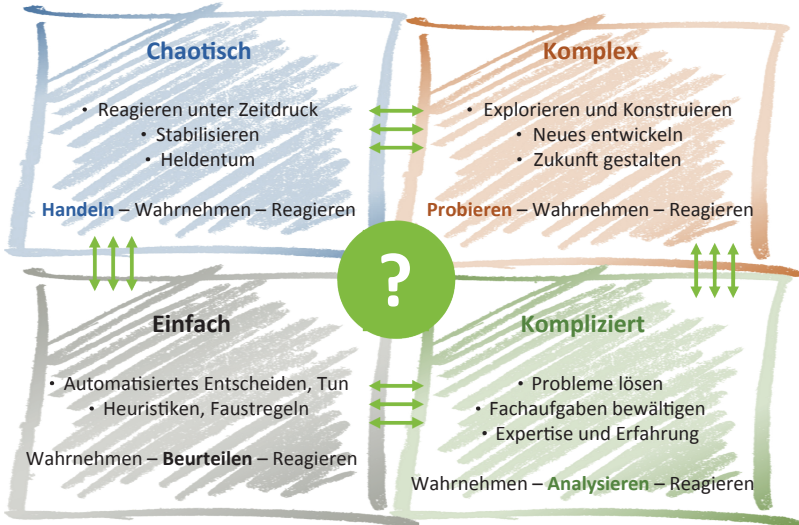 Chaotisch
• Reagieren unter Zeitdruck
• Stabilisieren
• Heldentum
Handeln – Wahrnehmen – Reagieren
Komplex
• Explorieren und Konstruieren
• Neues entwickeln
• Zukunft gestalten
Probieren – Wahrnehmen – Reagieren
?
Einfach
• Automatisiertes Entscheiden, Tun
• Heuristiken, Faustregeln
Wahrnehmen – Beurteilen – Reagieren
Kompliziert
• Probleme lösen
• Fachaufgaben bewältigen
• Expertise und Erfahrung
Wahrnehmen – Analysieren – Reagieren